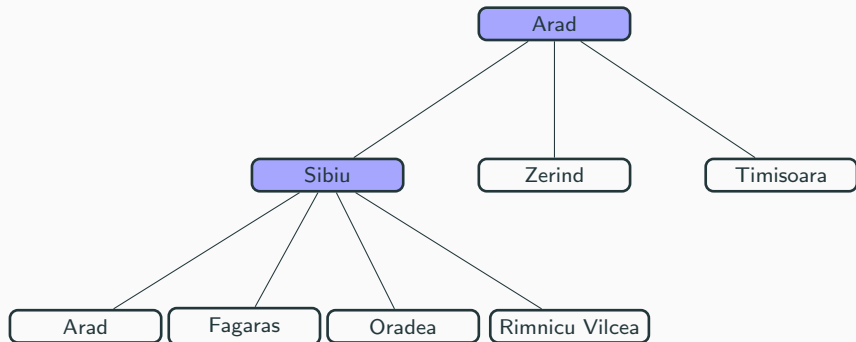 Arad
Sibiu
Zerind
Timisoara
Arad
Fagaras
Oradea
Rimnicu Vilcea